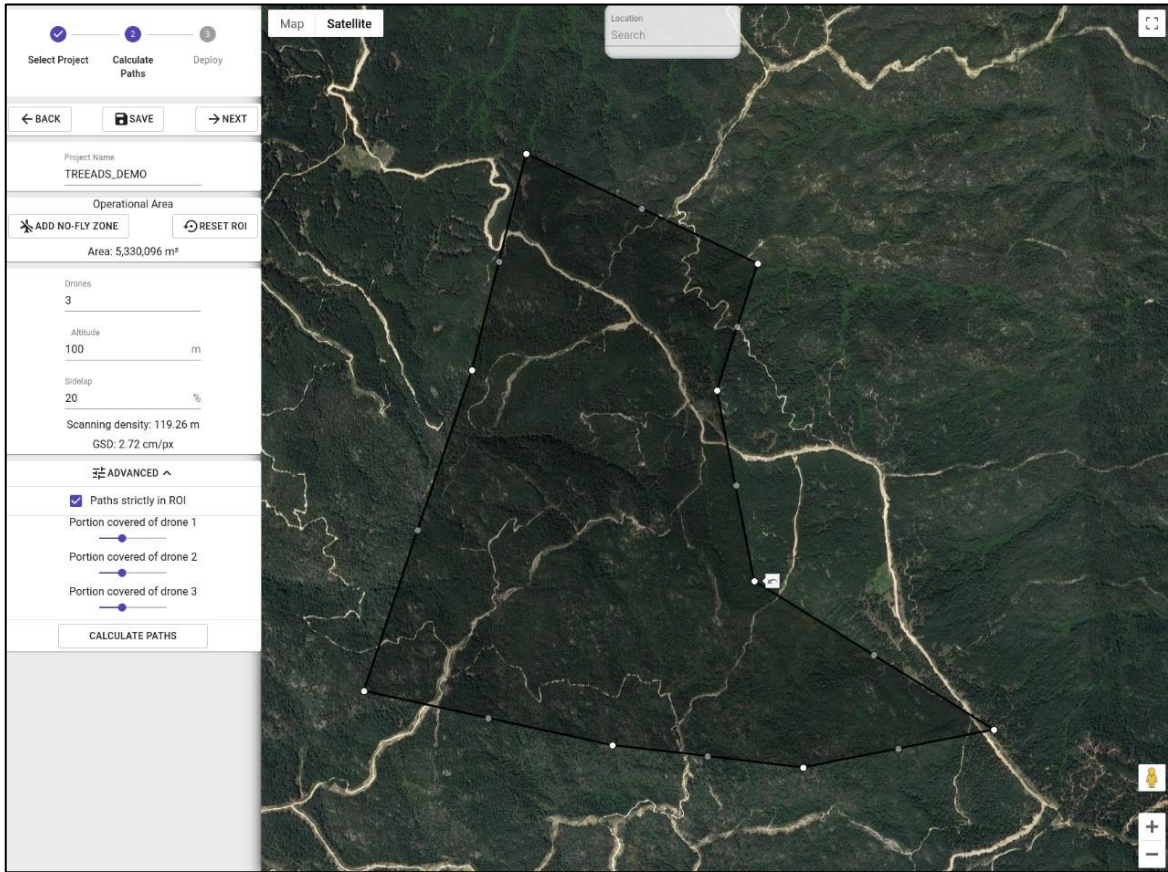 2
3
Select Project
Calculate
Paths
Deploy
BACK
SAVE
NEXT
Project Name
TREEADS_DEMO
Operational Area
ADD NO-FLY ZONE
RESET ROI
Area: 5,330,096 m²
Drones
3
Altitude
100 m
Sidelap
20 %
Scanning density: 119.26 m
GSD: 2.72 cm/px
ADVANCED
Paths strictly in ROI
Portion covered of drone 1
Portion covered of drone 2
Portion covered of drone 3
CALCULATE PATHS
Map
Satellite
Location
Search